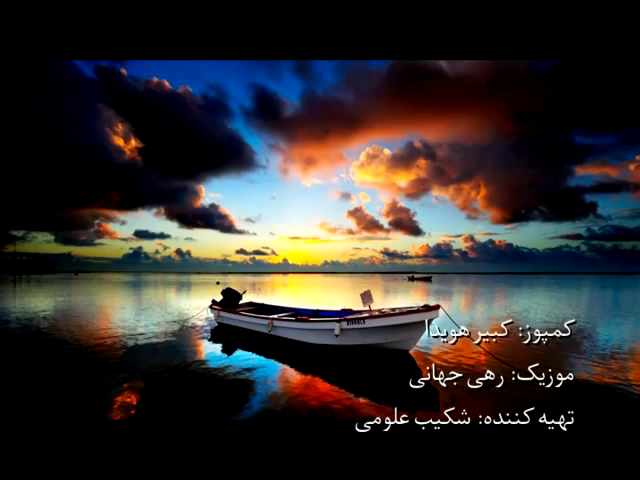 کمپوز: کبیر هویدا
موزیک: رهی جهانی
تهیه کننده: شکیب علومی